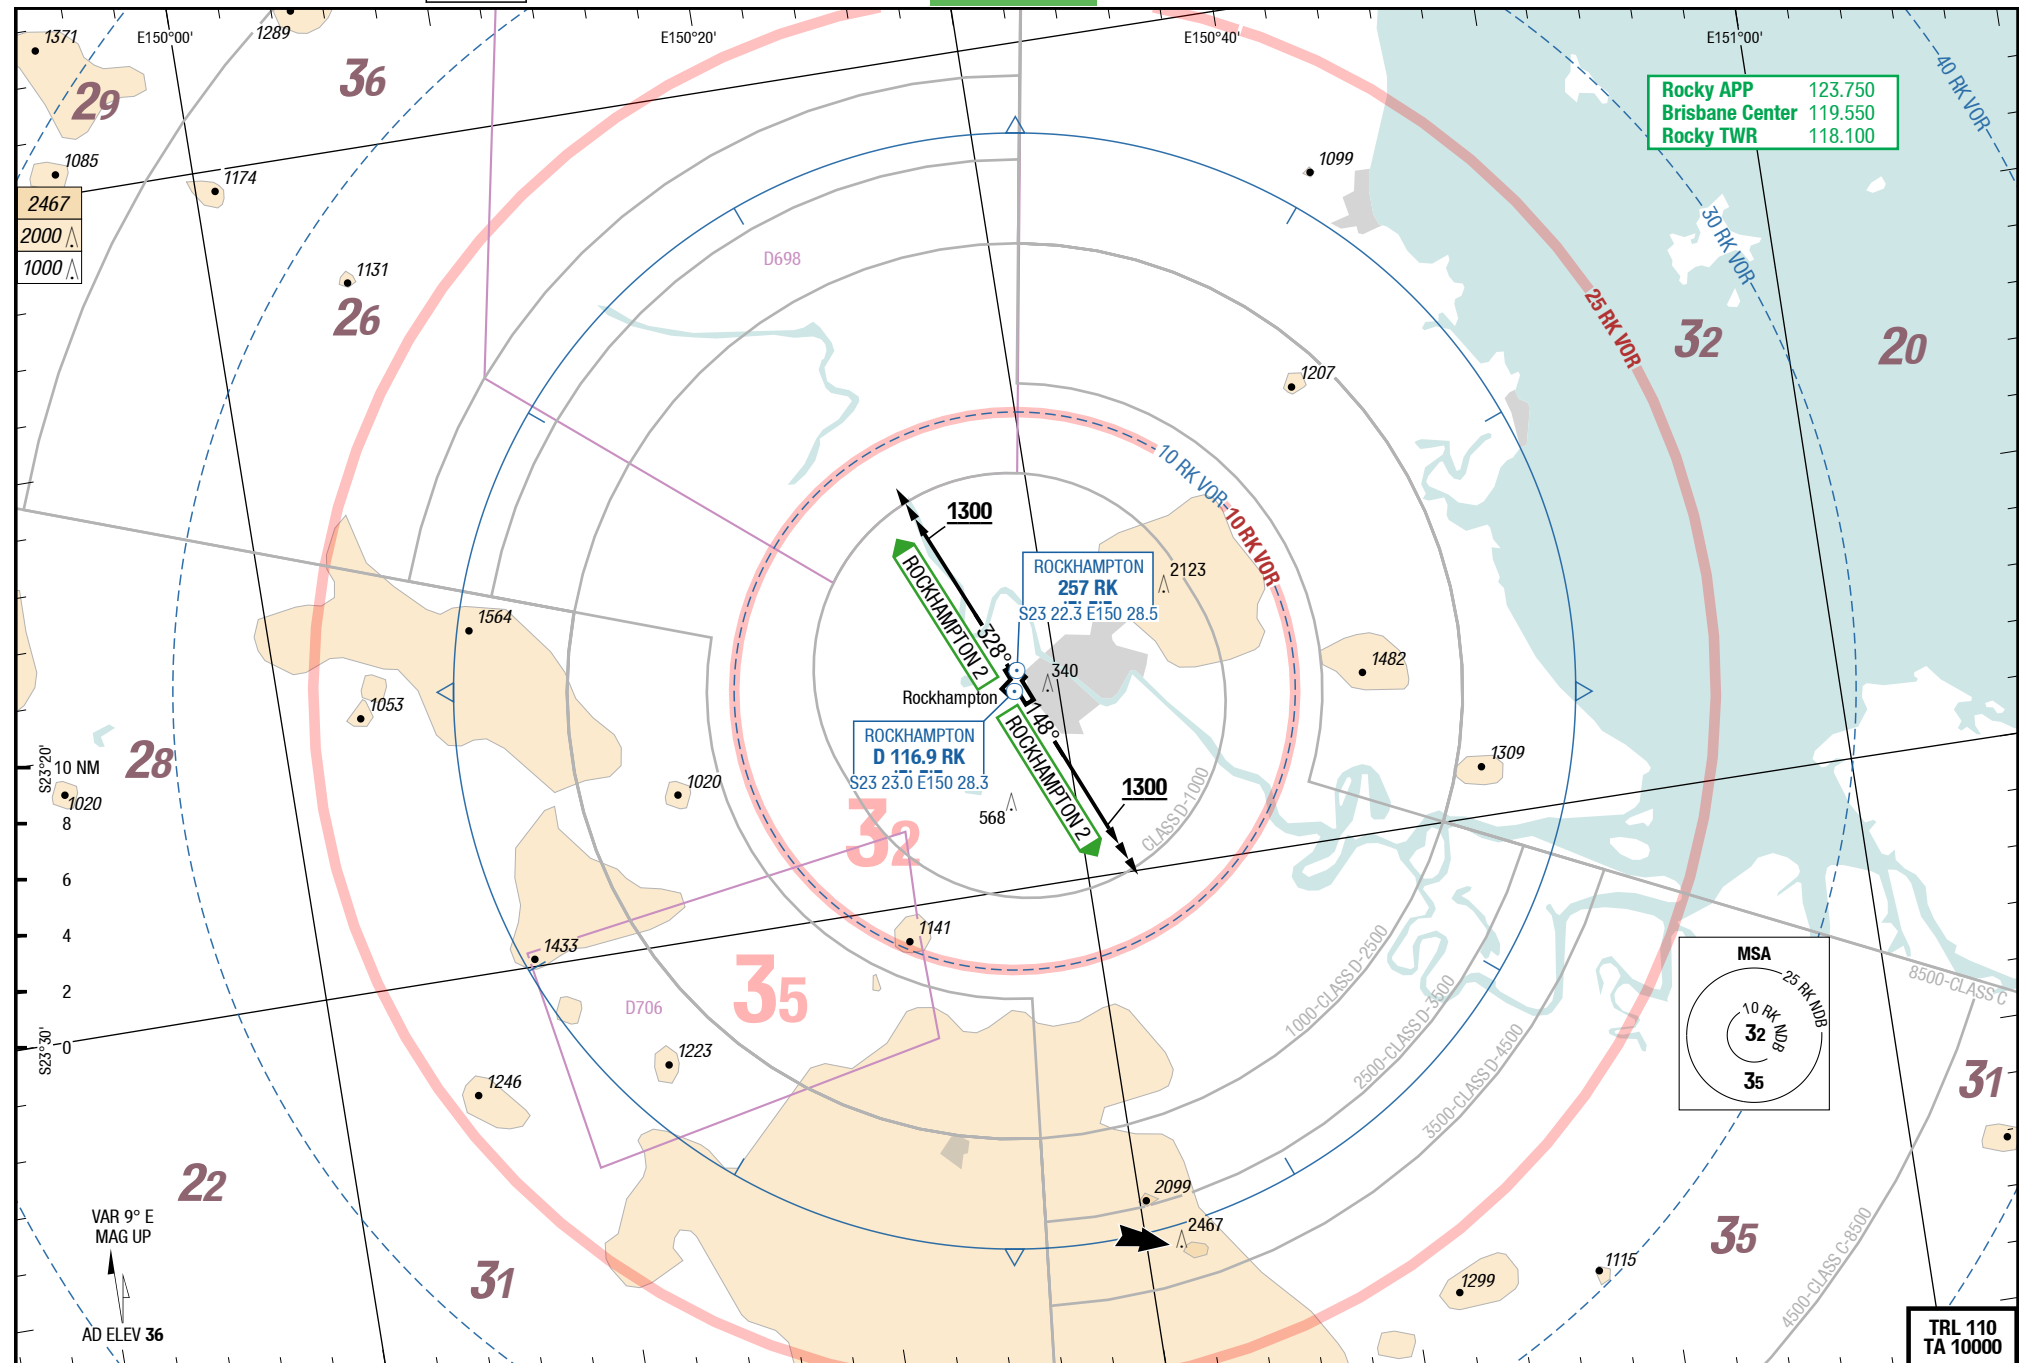 E150°00'
E150°20'
E150°40'
E151°00'
1371
1289
36
29
40 RK VOR
Rocky APP 123.750
Brisbane Center 119.550
Rocky TWR 118.100
1085
1174
1099
2467
2000
1000
30 RK VOR
D698
1131
26
25 RK VOR
32
20
1207
10 RK VOR
10 RK VOR
1300
ROCKHAMPTON
257 RK
S23 22.3 E150 28.5
2123
ROCKHAMPTON 2
328°
1564
1482
340
Rockhampton
1053
148°
ROCKHAMPTON 2
ROCKHAMPTON
D 116.9 RK
S23 23.0 E150 28.3
28
S23°20'
10 NM
1309
1020
1020
1300
568
CLASS D-1000
32
8
6
4
2
0
S23°30'
1141
1433
35
D706
1000-CLASS D-2500
2500-CLASS D-3500
3500-CLASS D-4500
8500-CLASS C
MSA
25 RK NDB
10 RK NDB
32
35
1223
1246
31
22
2099
2467
VAR 9° E
MAG UP
AD ELEV 36
31
35
1115
1299
4500-CLASS C-8500
TRL 110
TA 10000